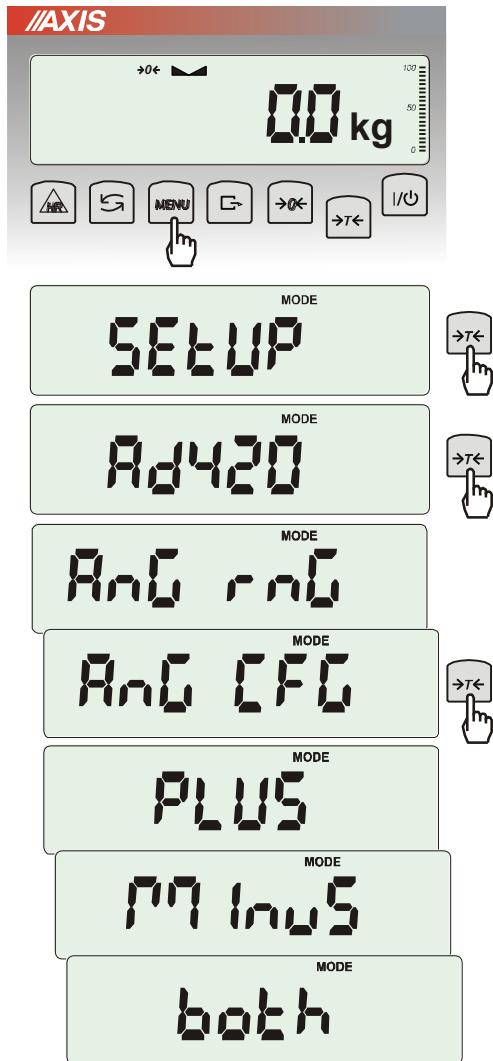 //AXIS
→0← 100
50
0.0 kg
0
HR MENU →0← →T← I/⏻
MODE
SEtUP →T←
MODE
Ad420 →T←
MODE
AnG rnG
MODE
AnG CFG →T←
MODE
PLUS
MODE
MInuS
MODE
both